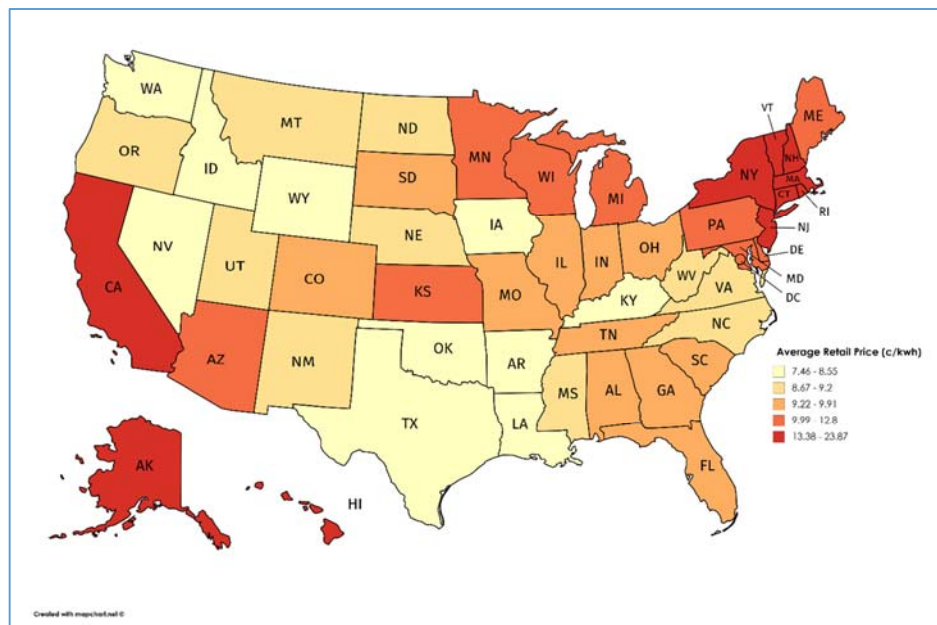 WA
MT
ND
MN
VT
ME
OR
ID
SD
WI
NY
NH
MA
CT
RI
WY
MI
PA
NJ
NE
IA
DE
NV
UT
CO
IL
IN
OH
WV
MD
DC
CA
KS
MO
KY
VA
NC
TN
AZ
NM
OK
AR
SC
MS
AL
GA
TX
LA
FL
AK
HI
Average Retail Price (c/kwh)
7.46 - 8.55
8.67 - 9.2
9.22 - 9.91
9.99 - 12.8
13.38 - 23.87
Created with mapchart.net ©